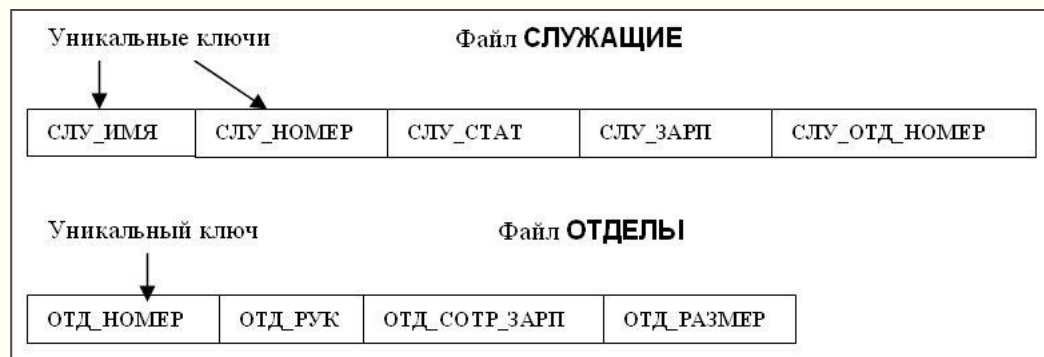 Уникальные ключи Файл СЛУЖАЩИЕ
СЛУ_ИМЯ СЛУ_НОМЕР СЛУ_СТАТ СЛУ_ЗАРП СЛУ_ОТД_НОМЕР
Уникальный ключ Файл ОТДЕЛЫ
ОТД_НОМЕР ОТД_РУК ОТД_СОТР_ЗАРП ОТД_РАЗМЕР